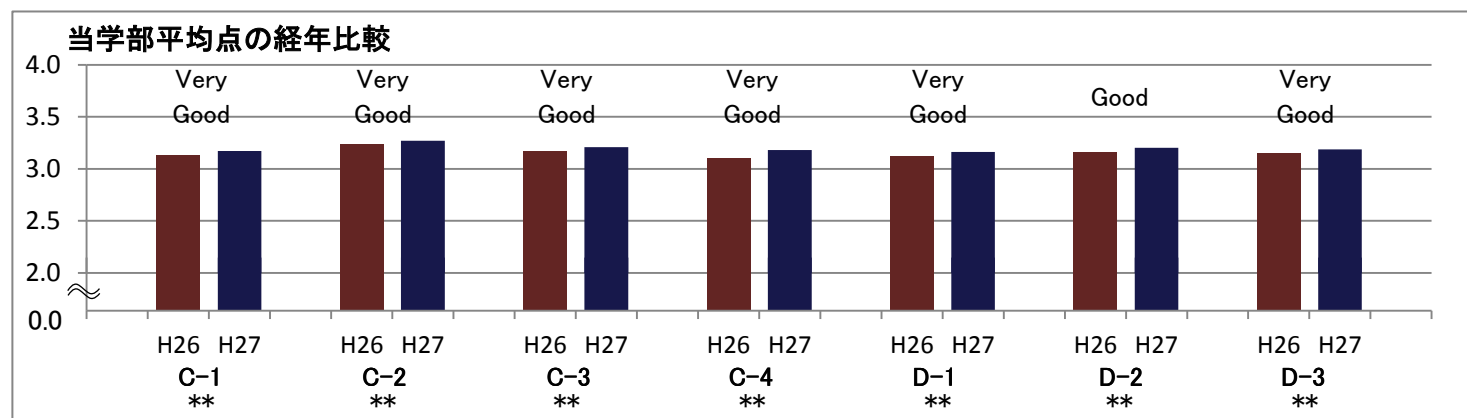 当学部平均点の経年比較
4.0
3.5
3.0
2.5
2.0
0.0
Very Good
Very Good
Very Good
Very Good
Very Good
Good
Very Good
H26 H27 H26 H27 H26 H27 H26 H27 H26 H27 H26 H27 H26 H27
C-1 C-2 C-3 C-4 D-1 D-2 D-3
** ** ** ** ** ** **